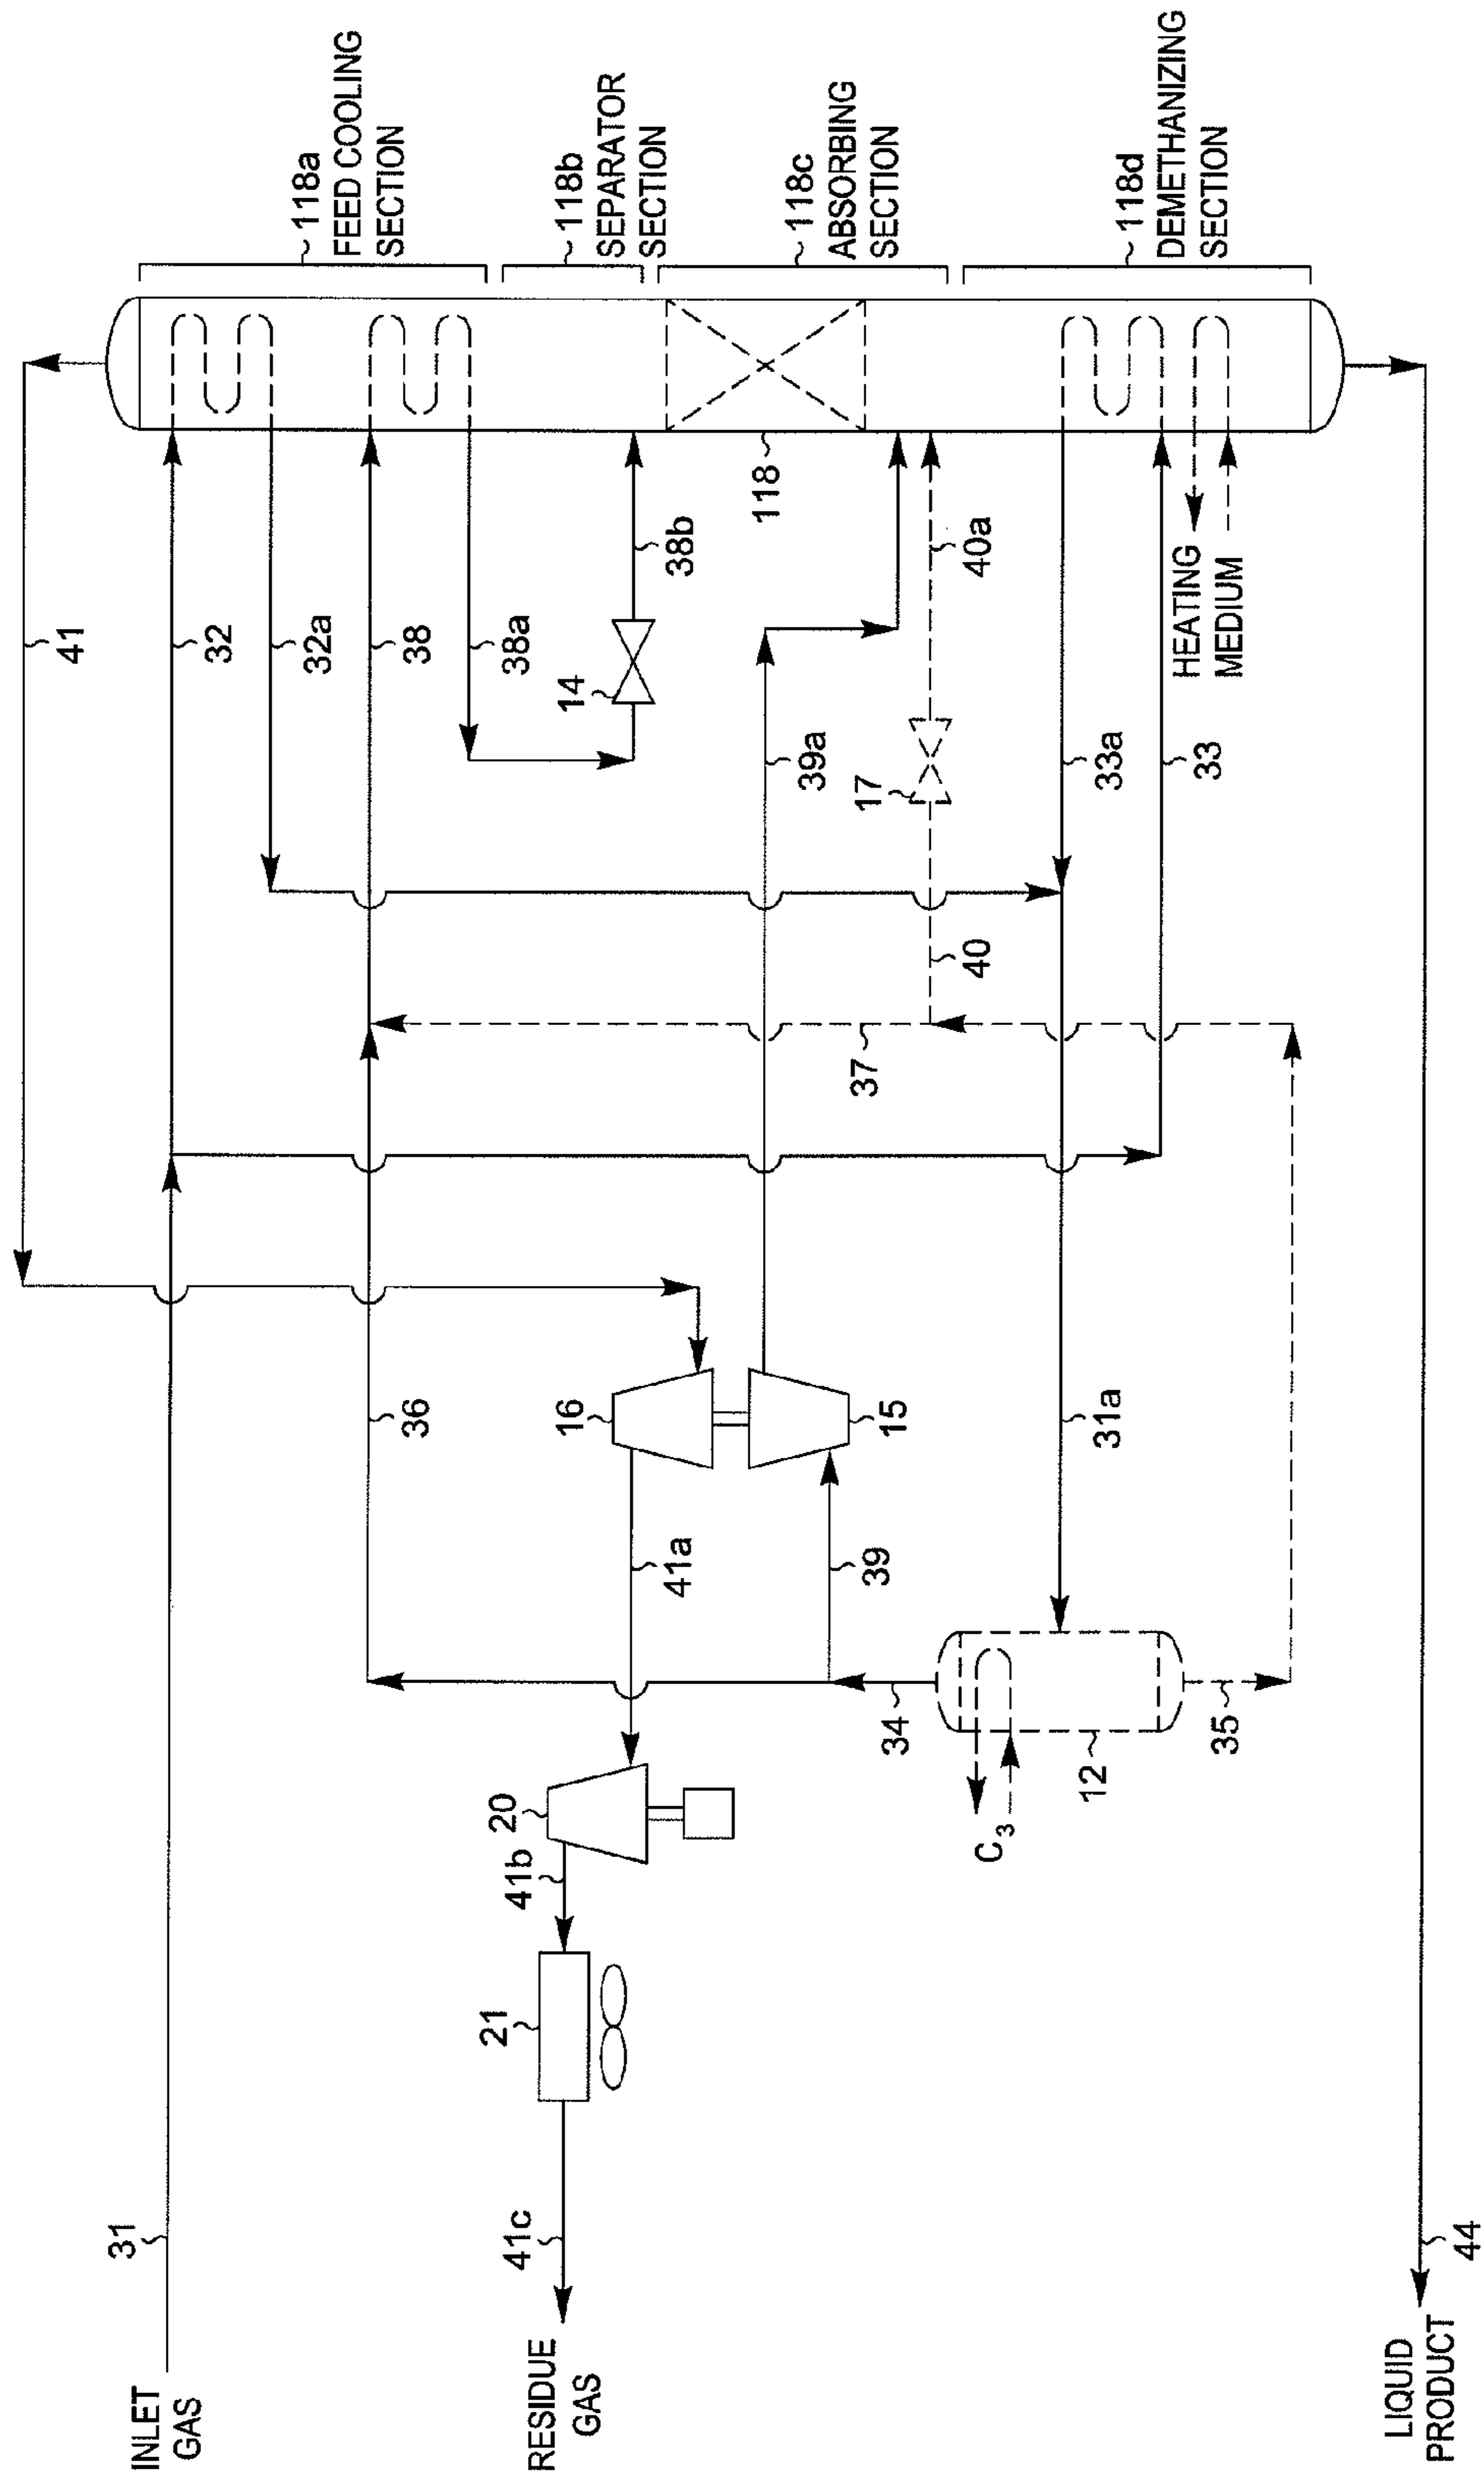 41
32
32a
38
38a
14
38b
118
39a
17
40a
33a
33
HEATING
MEDIUM
118a
FEED COOLING
SECTION
118b
SEPARATOR
SECTION
118c
ABSORBING
SECTION
118d
DEMETHANIZING
SECTION
40
37
36
16
15
31a
41a
39
34
35
12
C3
20
41b
21
41c
31
INLET
GAS
RESIDUE
GAS
44
LIQUID
PRODUCT